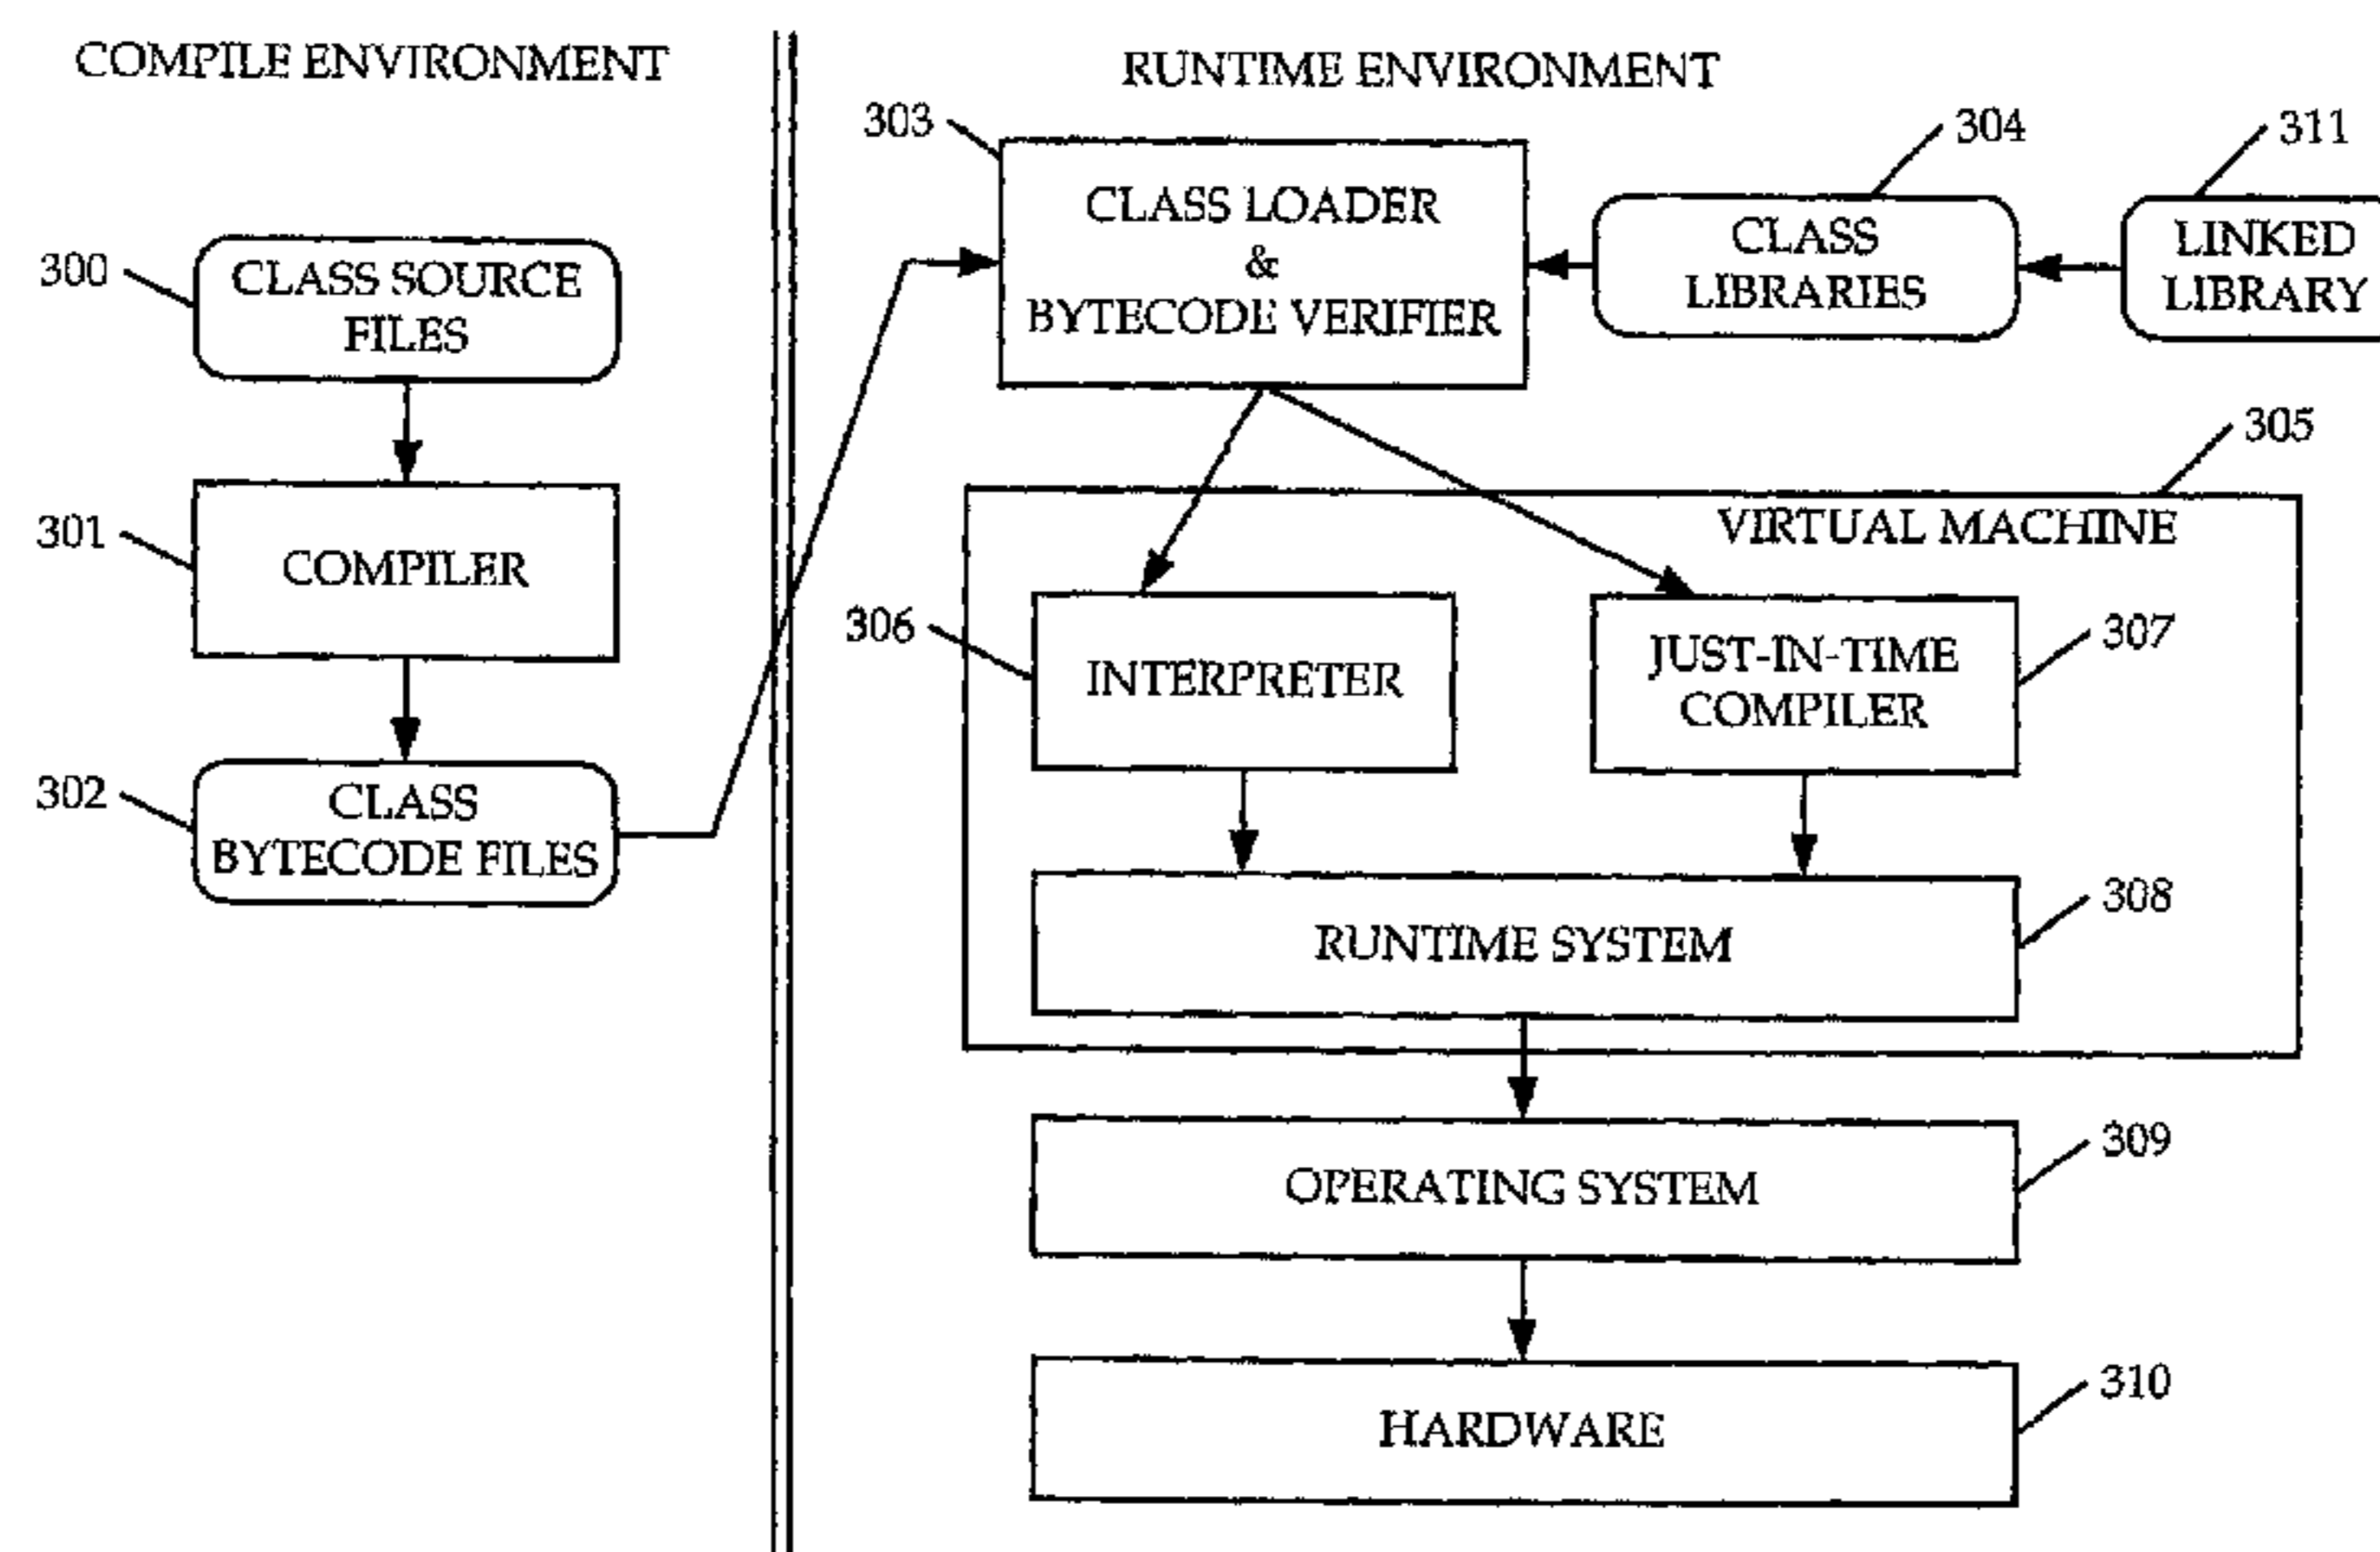 COMPILE ENVIRONMENT
300
CLASS SOURCE
FILES
301
COMPILER
302
CLASS
BYTECODE FILES
RUNTIME ENVIRONMENT
303
CLASS LOADER
&
BYTECODE VERIFIER
304
CLASS
LIBRARIES
311
LINKED
LIBRARY
305
VIRTUAL MACHINE
306
INTERPRETER
307
JUST-IN-TIME
COMPILER
308
RUNTIME SYSTEM
309
OPERATING SYSTEM
310
HARDWARE